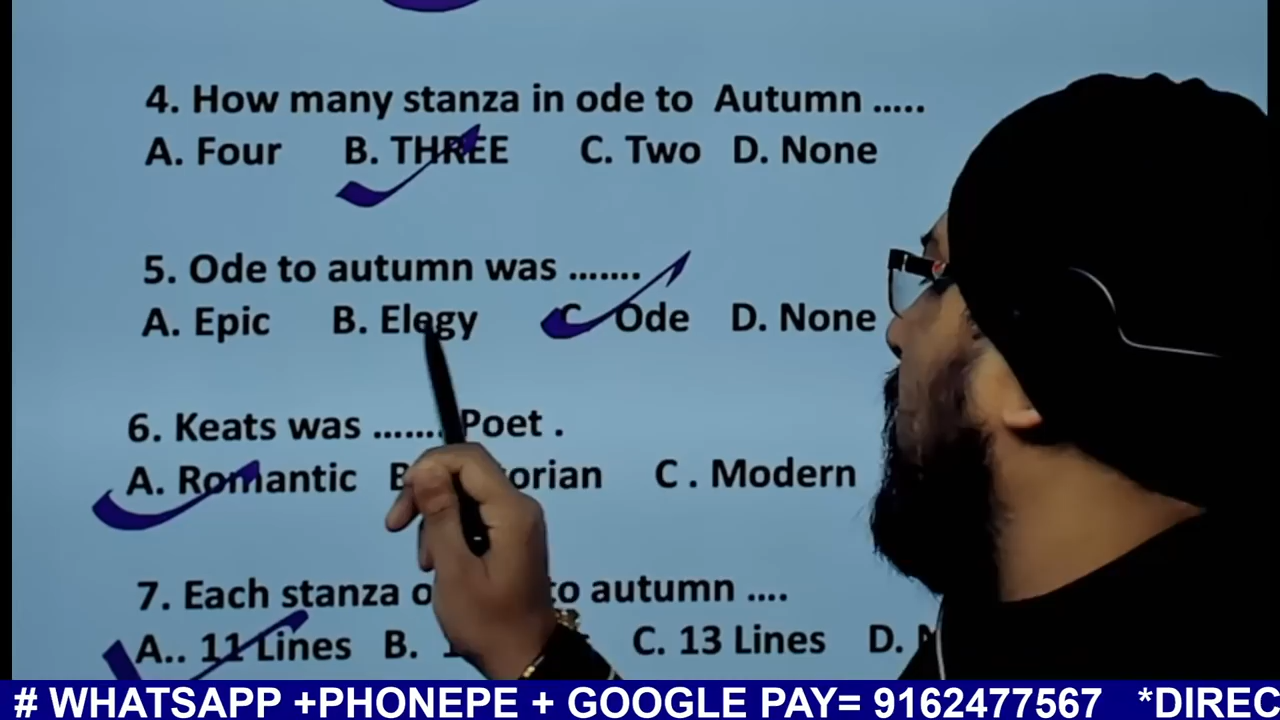 4. How many stanza in ode to Autumn .....
A. Four B. THREE C. Two D. None
5. Ode to autumn was .......
A. Epic B. Elegy C. Ode D. None
6. Keats was ....... Poet .
A. Romantic C . Modern
7. Each stanza to autumn ....
A.. 11 Lines B. C. 13 Lines D.
# WHATSAPP +PHONEPE + GOOGLE PAY= 9162477567 *DIREC